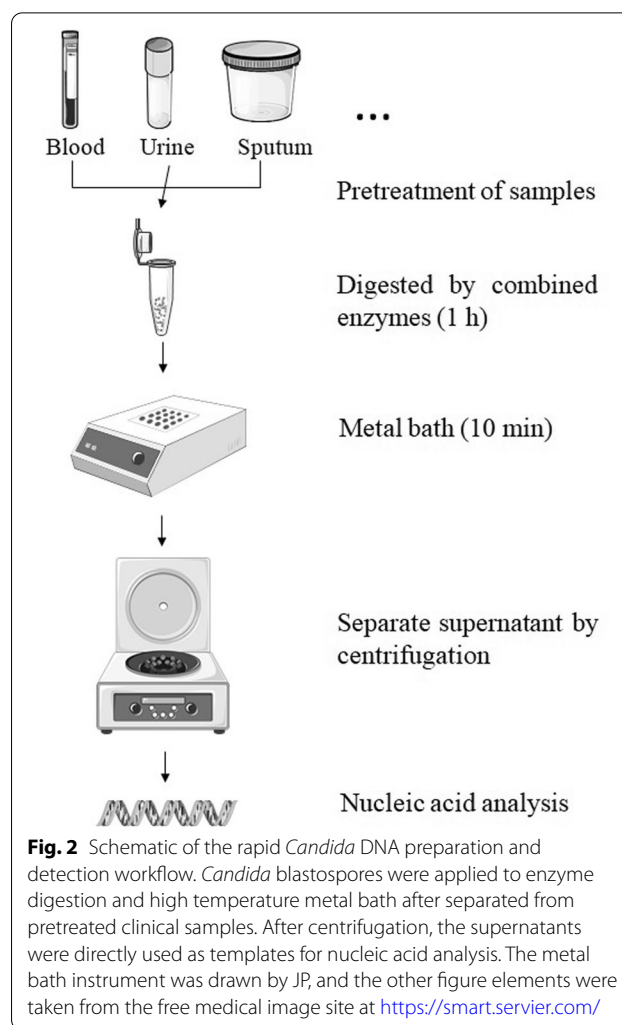 Blood Urine Sputum
...
Pretreatment of samples
Digested by combined
enzymes (1 h)
Metal bath (10 min)
Separate supernatant by
centrifugation
Nucleic acid analysis
Fig. 2 Schematic of the rapid Candida DNA preparation and
detection workflow. Candida blastospores were applied to enzyme
digestion and high temperature metal bath after separated from
pretreated clinical samples. After centrifugation, the supernatants
were directly used as templates for nucleic acid analysis. The metal
bath instrument was drawn by JP, and the other figure elements were
taken from the free medical image site at https://smart.servier.com/